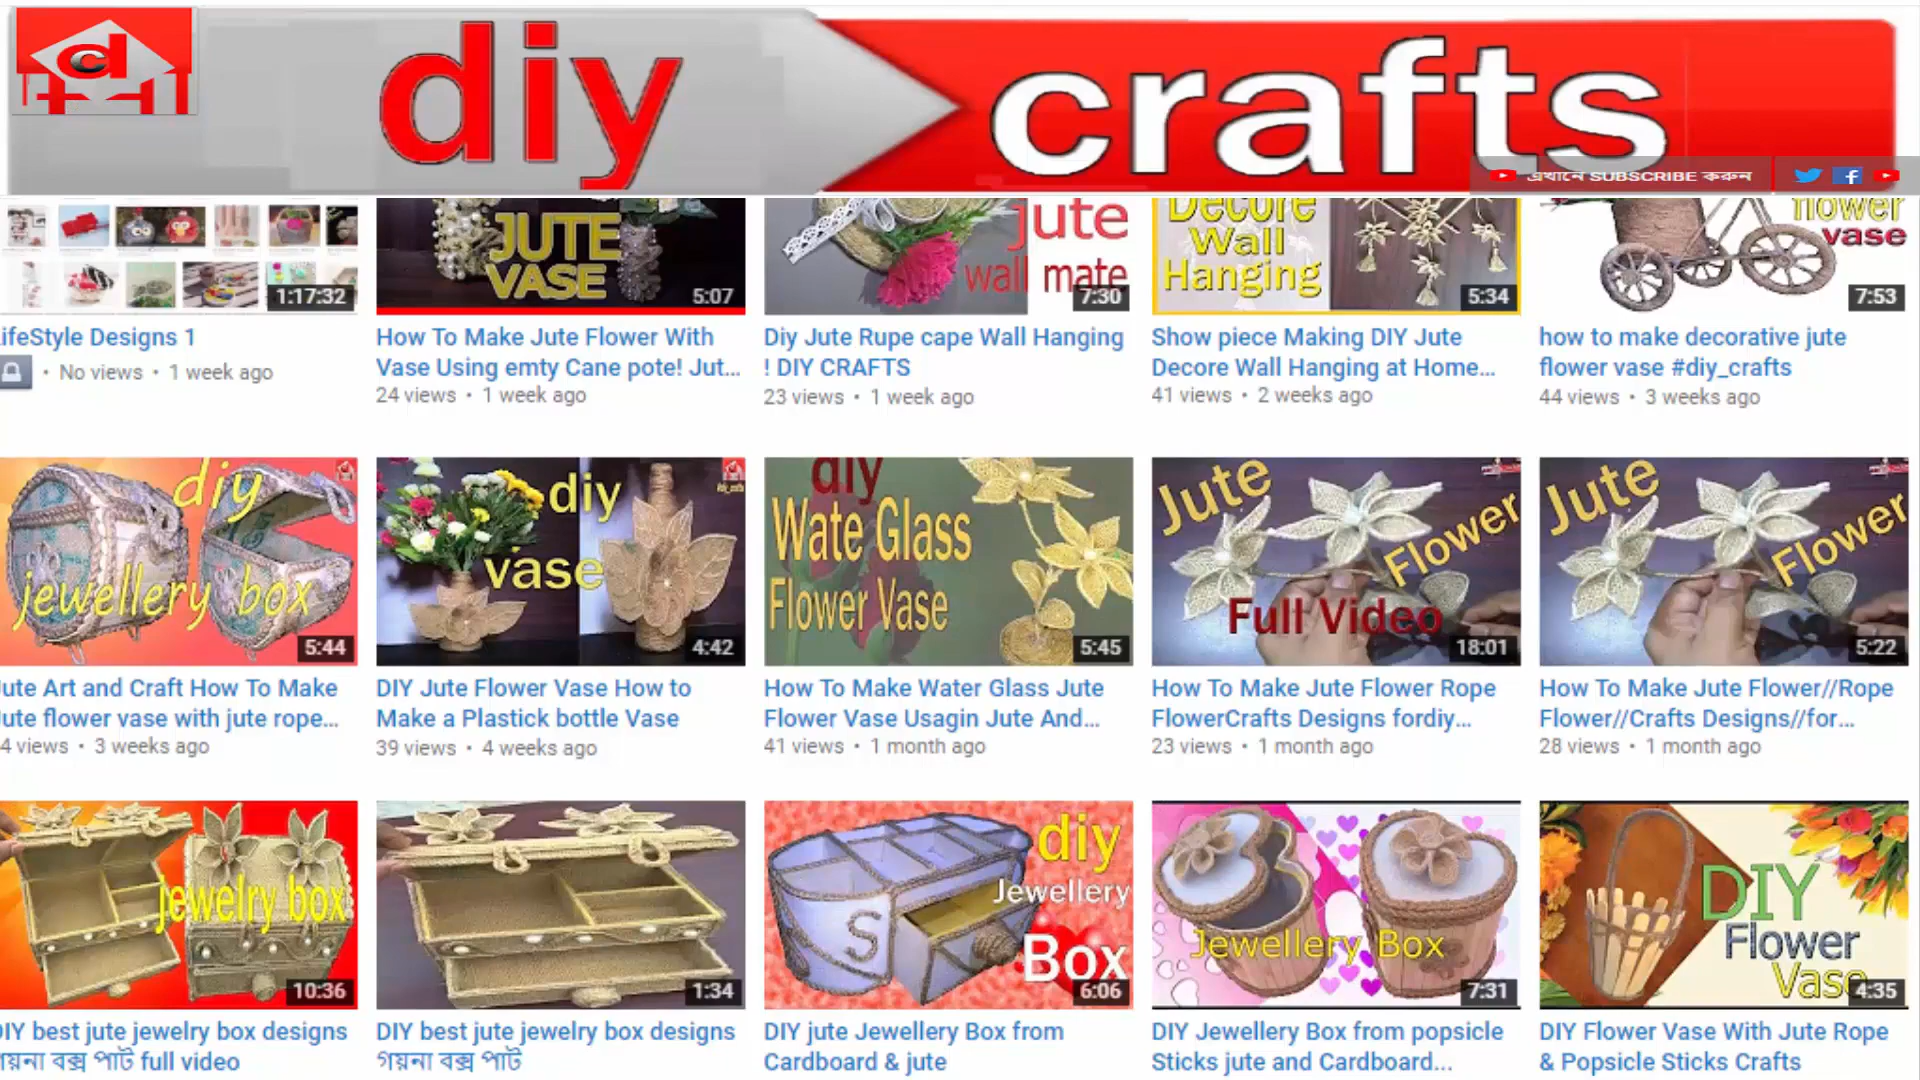 diy
crafts
এখানে SUBSCRIBE করুন
JUTE
VASE
jute
wall mate
Decore
Wall
Hanging
flower
vase
1:17:32
5:07
7:30
5:34
7:53
ifeStyle Designs 1
• No views • 1 week ago
How To Make Jute Flower With
Vase Using emty Cane pote! Jut...
24 views • 1 week ago
Diy Jute Rupe cape Wall Hanging
! DIY CRAFTS
23 views • 1 week ago
Show piece Making DIY Jute
Decore Wall Hanging at Home...
41 views • 2 weeks ago
how to make decorative jute
flower vase #diy_crafts
44 views • 3 weeks ago
diy
jewellery box
5:44
diy
vase
4:42
diy
Wate Glass
Flower Vase
5:45
Jute
Flower
Full Video
18:01
Jute
Flower
5:22
ute Art and Craft How To Make
ute flower vase with jute rope...
4 views • 3 weeks ago
DIY Jute Flower Vase How to
Make a Plastick bottle Vase
39 views • 4 weeks ago
How To Make Water Glass Jute
Flower Vase Usagin Jute And...
41 views • 1 month ago
How To Make Jute Flower Rope
FlowerCrafts Designs fordiy...
23 views • 1 month ago
How To Make Jute Flower//Rope
Flower//Crafts Designs//for...
28 views • 1 month ago
jewelry box
10:36
1:34
diy
Jewellery
Box
6:06
Jewellery Box
7:31
DIY
Flower
Vase
4:35
DIY best jute jewelry box designs
গয়না বক্স পাট full video
DIY best jute jewelry box designs
গয়না বক্স পাট
DIY jute Jewellery Box from
Cardboard & jute
DIY Jewellery Box from popsicle
Sticks jute and Cardboard...
DIY Flower Vase With Jute Rope
& Popsicle Sticks Crafts